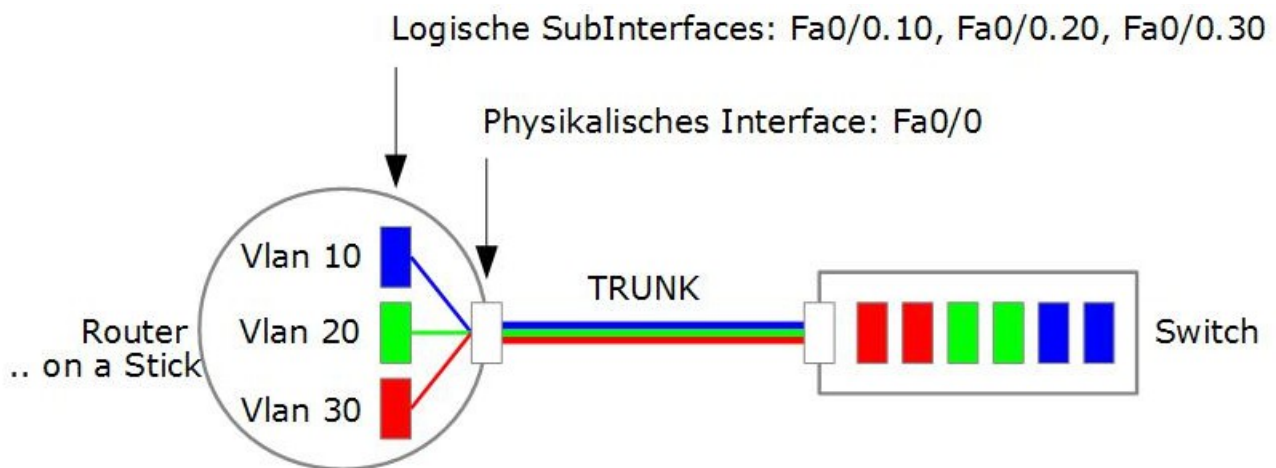 Logische SubInterfaces: Fa0/0.10, Fa0/0.20, Fa0/0.30
Physikalisches Interface: Fa0/0
Vlan 10
TRUNK
Router
Vlan 20
Switch
.. on a Stick
Vlan 30